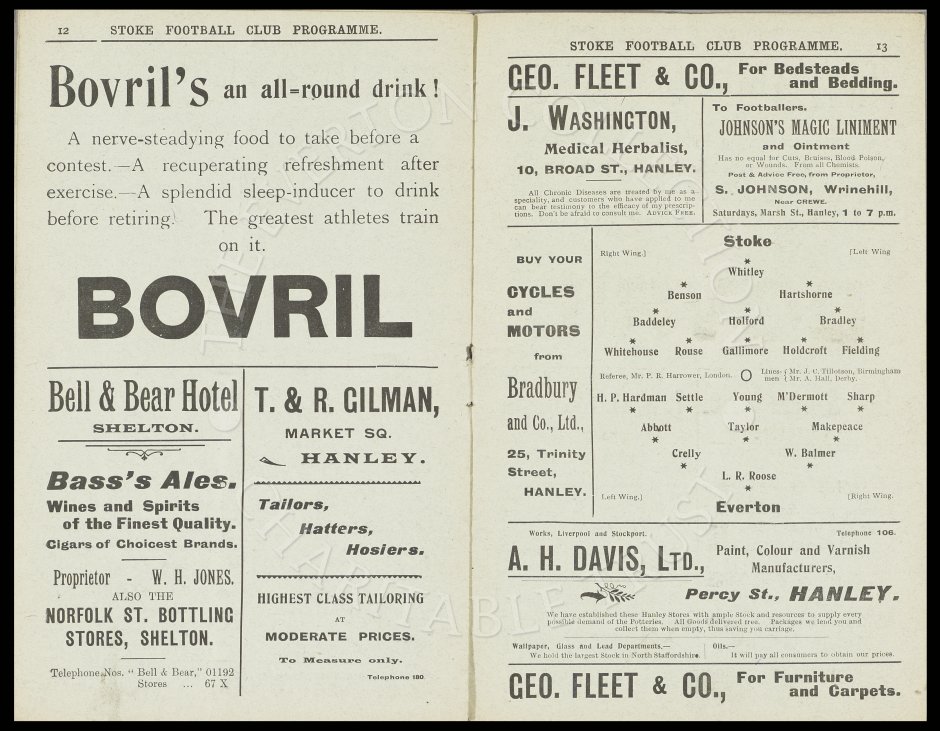 12 STOKE FOOTBALL CLUB PROGRAMME.
Bovril's an all=round drink!
A nerve-steadying food to take before a
contest.—A recuperating refreshment after
exercise.—A splendid sleep-inducer to drink
before retiring. The greatest athletes train
on it.
BOVRIL
Bell & Bear Hotel
SHELTON.
Bass's Ales.
Wines and Spirits
of the Finest Quality.
Cigars of Choicest Brands.
Proprietor - W. H. JONES.
ALSO THE
NORFOLK ST. BOTTLING
STORES, SHELTON.
Telephone Nos. "Bell & Bear," 01192
Stores ... 67 X
T. & R. GILMAN,
MARKET SQ.
HANLEY.
Tailors,
Hatters,
Hosiers.
HIGHEST CLASS TAILORING
AT
MODERATE PRICES.
To Measure only.
Telephone 180.
STOKE FOOTBALL CLUB PROGRAMME. 13
GEO. FLEET & CO., For Bedsteads
and Bedding.
J. WASHINGTON,
Medical Herbalist,
10, BROAD ST., HANLEY.
All Chronic Diseases are treated by me as a
speciality, and customers who have applied to me
can bear testimony to the efficacy of my prescrip-
tions. Don't be afraid to consult me. ADVICE FREE.
To Footballers.
JOHNSON'S MAGIC LINIMENT
and Ointment
Has no equal for Cuts, Bruises, Blood Poison,
or Wounds. From all Chemists.
Post & Advice Free, from Proprietor,
S. JOHNSON, Wrinehill,
Near CREWE.
Saturdays, Marsh St., Hanley, 1 to 7 p.m.
BUY YOUR
CYCLES
and
MOTORS
from
Bradbury
and Co., Ltd.,
25, Trinity
Street,
HANLEY.
Stoke
Right Wing.] [Left Wing
*
Whitley
* *
Benson Hartshorne
* * *
Baddeley Holford Bradley
* * * * *
Whitehouse Rouse Gallimore Holdcroft Fielding
Referee, Mr. P. R. Harrower, London. O Lines- { Mr. J. C. Tillotson, Birmingham
men { Mr. A. Hall, Derby.
H. P. Hardman Settle Young M'Dermott Sharp
* * * * *
Abbott Taylor Makepeace
* * *
Crelly W. Balmer
* *
L. R. Roose
*
Left Wing.] [Right Wing.
Everton
Works, Liverpool and Stockport. Telephone 106.
A. H. DAVIS, LTD., Paint, Colour and Varnish
Manufacturers,
Percy St., HANLEY.
We have established these Hanley Stores with ample Stock and resources to supply every
possible demand of the Potteries. All Goods delivered free. Packages we lend you and
collect them when empty, thus saving you carriage.
Wallpaper, Glass and Lead Departments.— Oils.—
We hold the largest Stock in North Staffordshire. It will pay all consumers to obtain our prices.
GEO. FLEET & CO., For Furniture
and Carpets.